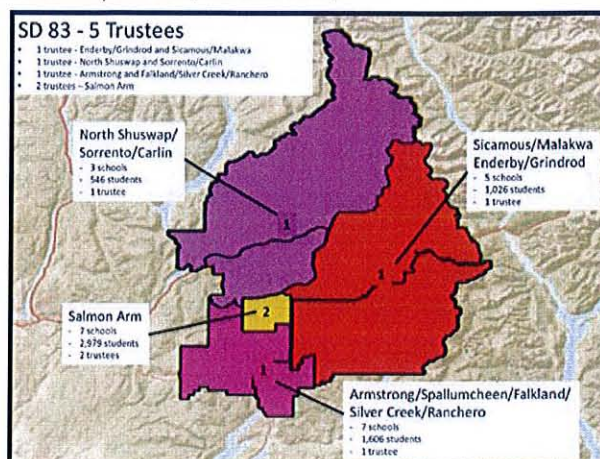 SD 83 - 5 Trustees
• 1 trustee - Enderby/Grindrod and Sicamous/Malakwa
• 1 trustee - North Shuswap and Sorrento/Carlin
• 1 trustee - Armstrong and Falkland/Silver Creek/Ranchero
• 2 trustees – Salmon Arm
North Shuswap/
Sorrento/Carlin
- 3 schools
- 546 students
- 1 trustee
Sicamous/Malakwa
Enderby/Grindrod
- 5 schools
- 1,026 students
- 1 trustee
1
1
Salmon Arm
- 7 schools
- 2,979 students
- 2 trustees
2
1
Armstrong/Spallumcheen/Falkland/
Silver Creek/Ranchero
- 7 schools
- 1,606 students
- 1 trustee